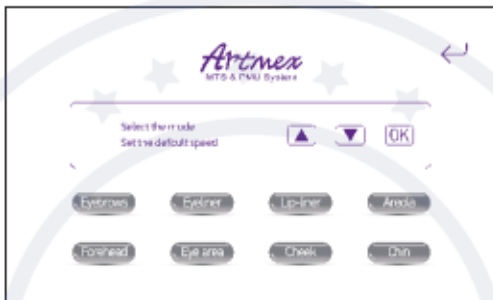 Artmex
MTS & PMU System
Select the mode
Set the default speed
OK
Eyebrows Eyeliner Lip-liner Areola
Forehead Eye area Cheek Chin